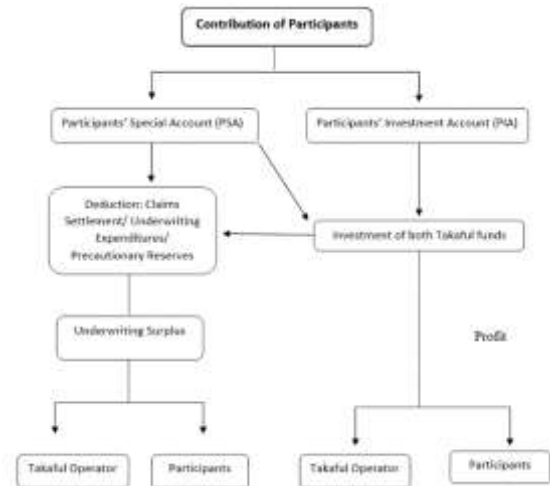 Contribution of Participants
Participants' Special Account (PSA)
Participants' Investment Account (PIA)
Deduction: Claims
Settlement/ Underwriting
Expenditures/
Precautionary Reserves
Investment of both Takaful funds
Underwriting Surplus
Profit
Takaful Operator
Participants
Takaful Operator
Participants